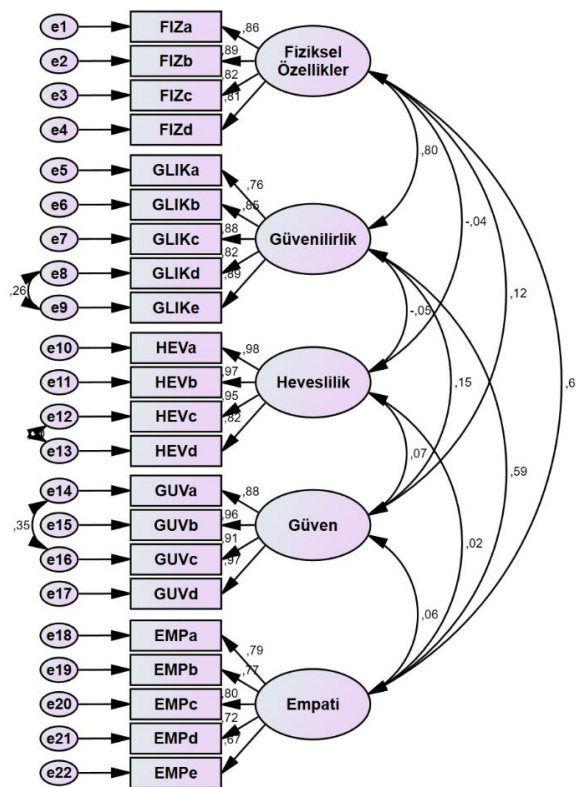 e1
FIZa
,86
e2
FIZb
,89
e3
FIZc
,82
e4
FIZd
,81
Fiziksel
Özellikler
e5
GLIKa
,76
e6
GLIKb
,85
e7
GLIKc
,88
e8
GLIKd
,82
e9
GLIKe
,89
,26
Güvenilirlik
e10
HEVa
,98
e11
HEVb
,97
e12
HEVc
,95
e13
HEVd
,82
Heveslilik
e14
GUVa
,88
e15
GUVb
,96
e16
GUVc
,91
e17
GUVd
,97
,35
Güven
e18
EMPa
,79
e19
EMPb
,77
e20
EMPc
,80
e21
EMPd
,72
e22
EMPe
,67
Empati
,80
-,04
,12
-,05
,15
,59
,07
,02
,06